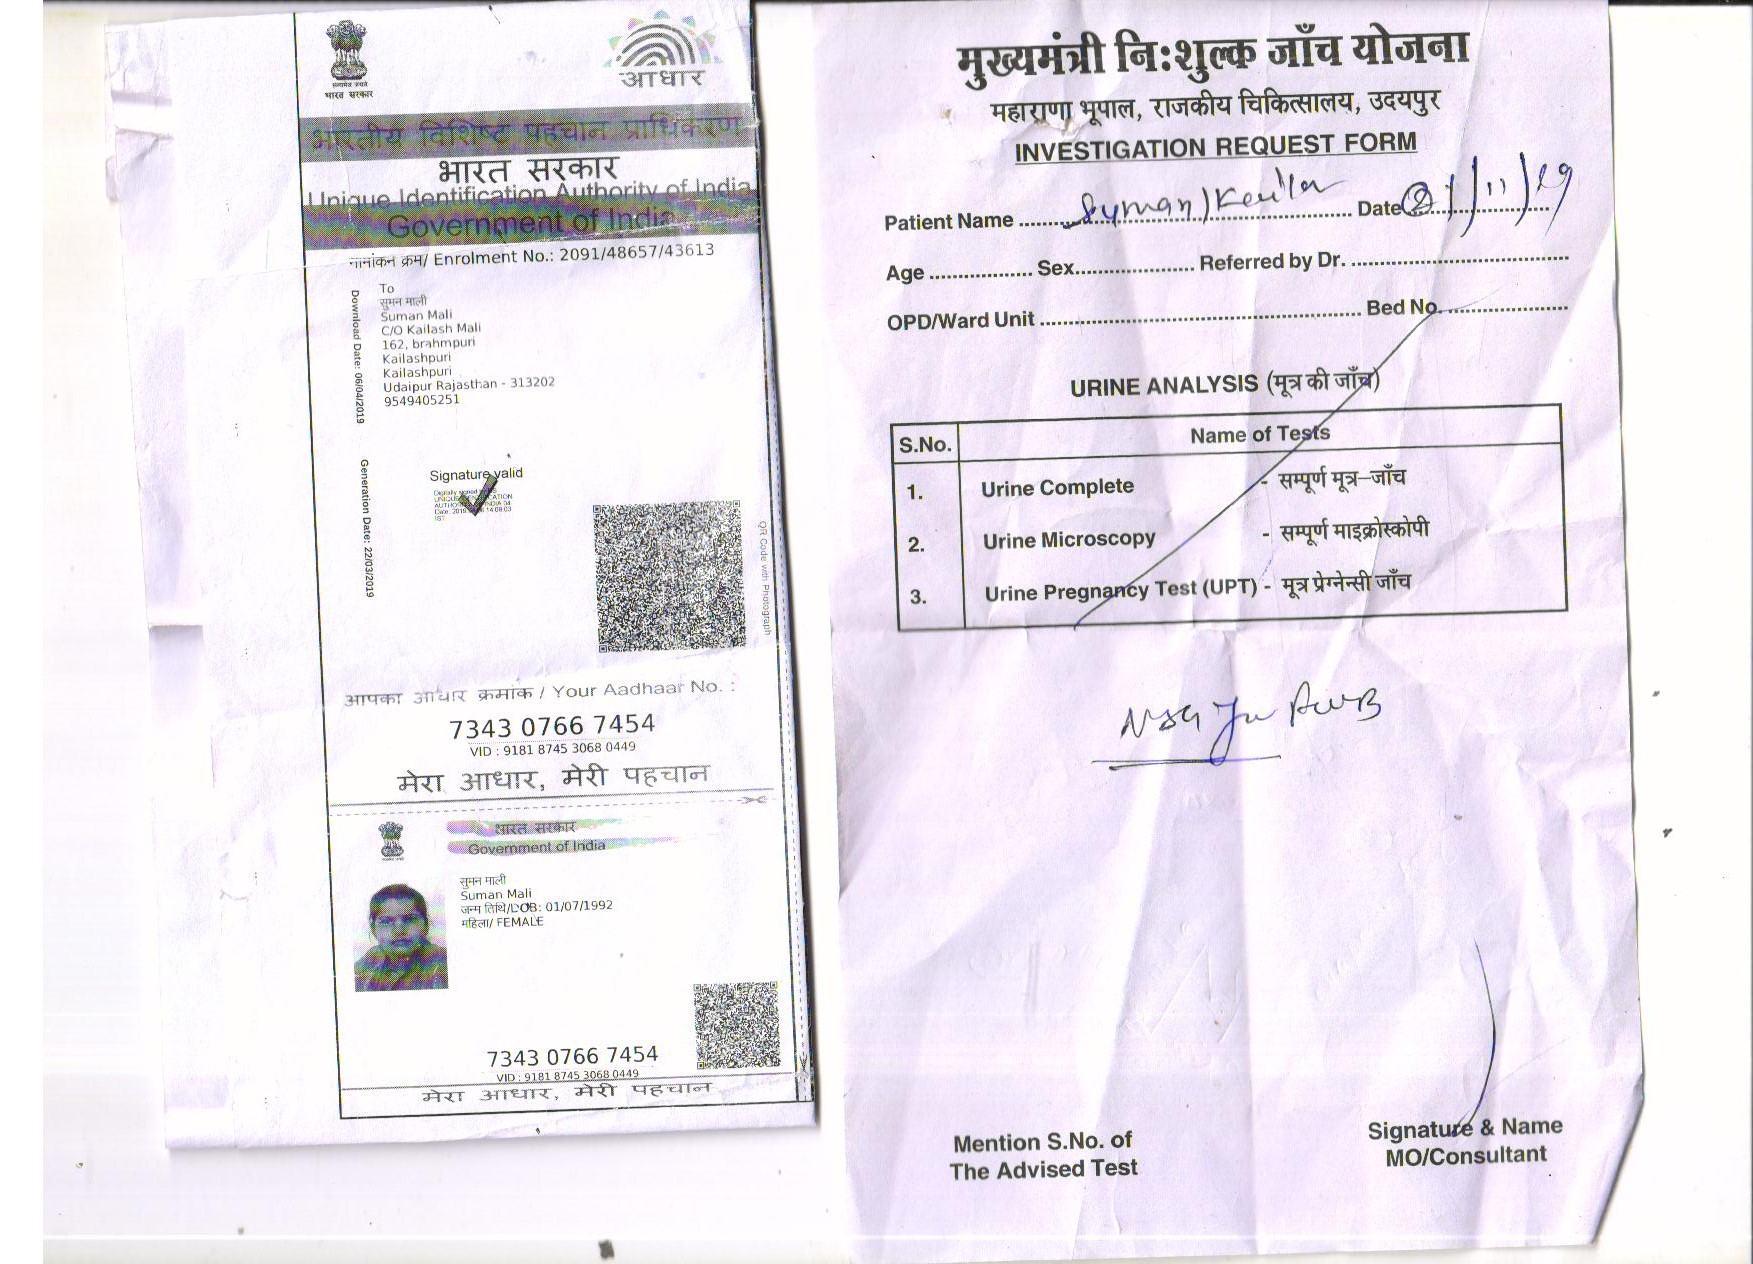 सत्यमेव जयते
भारत सरकार
आधार
भारतीय विशिष्ट पहचान प्राधिकरण
भारत सरकार
Unique Identification Authority of India
Government of India
नामांकन क्रम/ Enrolment No.: 2091/48657/43613
To
सुमन माली
Suman Mali
C/O Kailash Mali
162, brahmpuri
Kailashpuri
Kailashpuri
Udaipur Rajasthan - 313202
9549405251
Download Date: 06/04/2019
Generation Date: 22/03/2019
Signature valid
QR Code with Photograph
आपका आधार क्रमांक / Your Aadhaar No. :
7343 0766 7454
VID : 9181 8745 3068 0449
मेरा आधार, मेरी पहचान
भारत सरकार
Government of India
सुमन माली
Suman Mali
जन्म तिथि/DOB: 01/07/1992
महिला/ FEMALE
7343 0766 7454
VID : 9181 8745 3068 0449
मेरा आधार, मेरी पहचान
मुख्यमंत्री नि:शुल्क जाँच योजना
महाराणा भूपाल, राजकीय चिकित्सालय, उदयपुर
INVESTIGATION REQUEST FORM
Patient Name Suman) Date 21/11/19
Age Sex Referred by Dr.
OPD/Ward Unit Bed No.
URINE ANALYSIS (मूत्र की जाँच)
S.No. Name of Tests
1. Urine Complete - सम्पूर्ण मूत्र–जाँच
2. Urine Microscopy - सम्पूर्ण माइक्रोस्कोपी
3. Urine Pregnancy Test (UPT) - मूत्र प्रेग्नेन्सी जाँच
Mention S.No. of
The Advised Test
Signature & Name
MO/Consultant